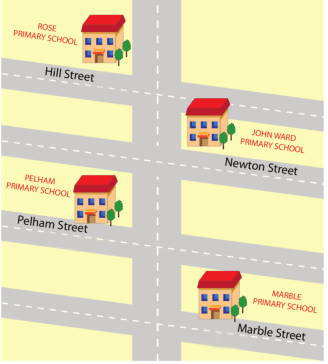 ROSE
PRIMARY SCHOOL
Hill Street
JOHN WARD
PRIMARY SCHOOL
Newton Street
PELHAM
PRIMARY SCHOOL
Pelham Street
MARBLE
PRIMARY SCHOOL
Marble Street